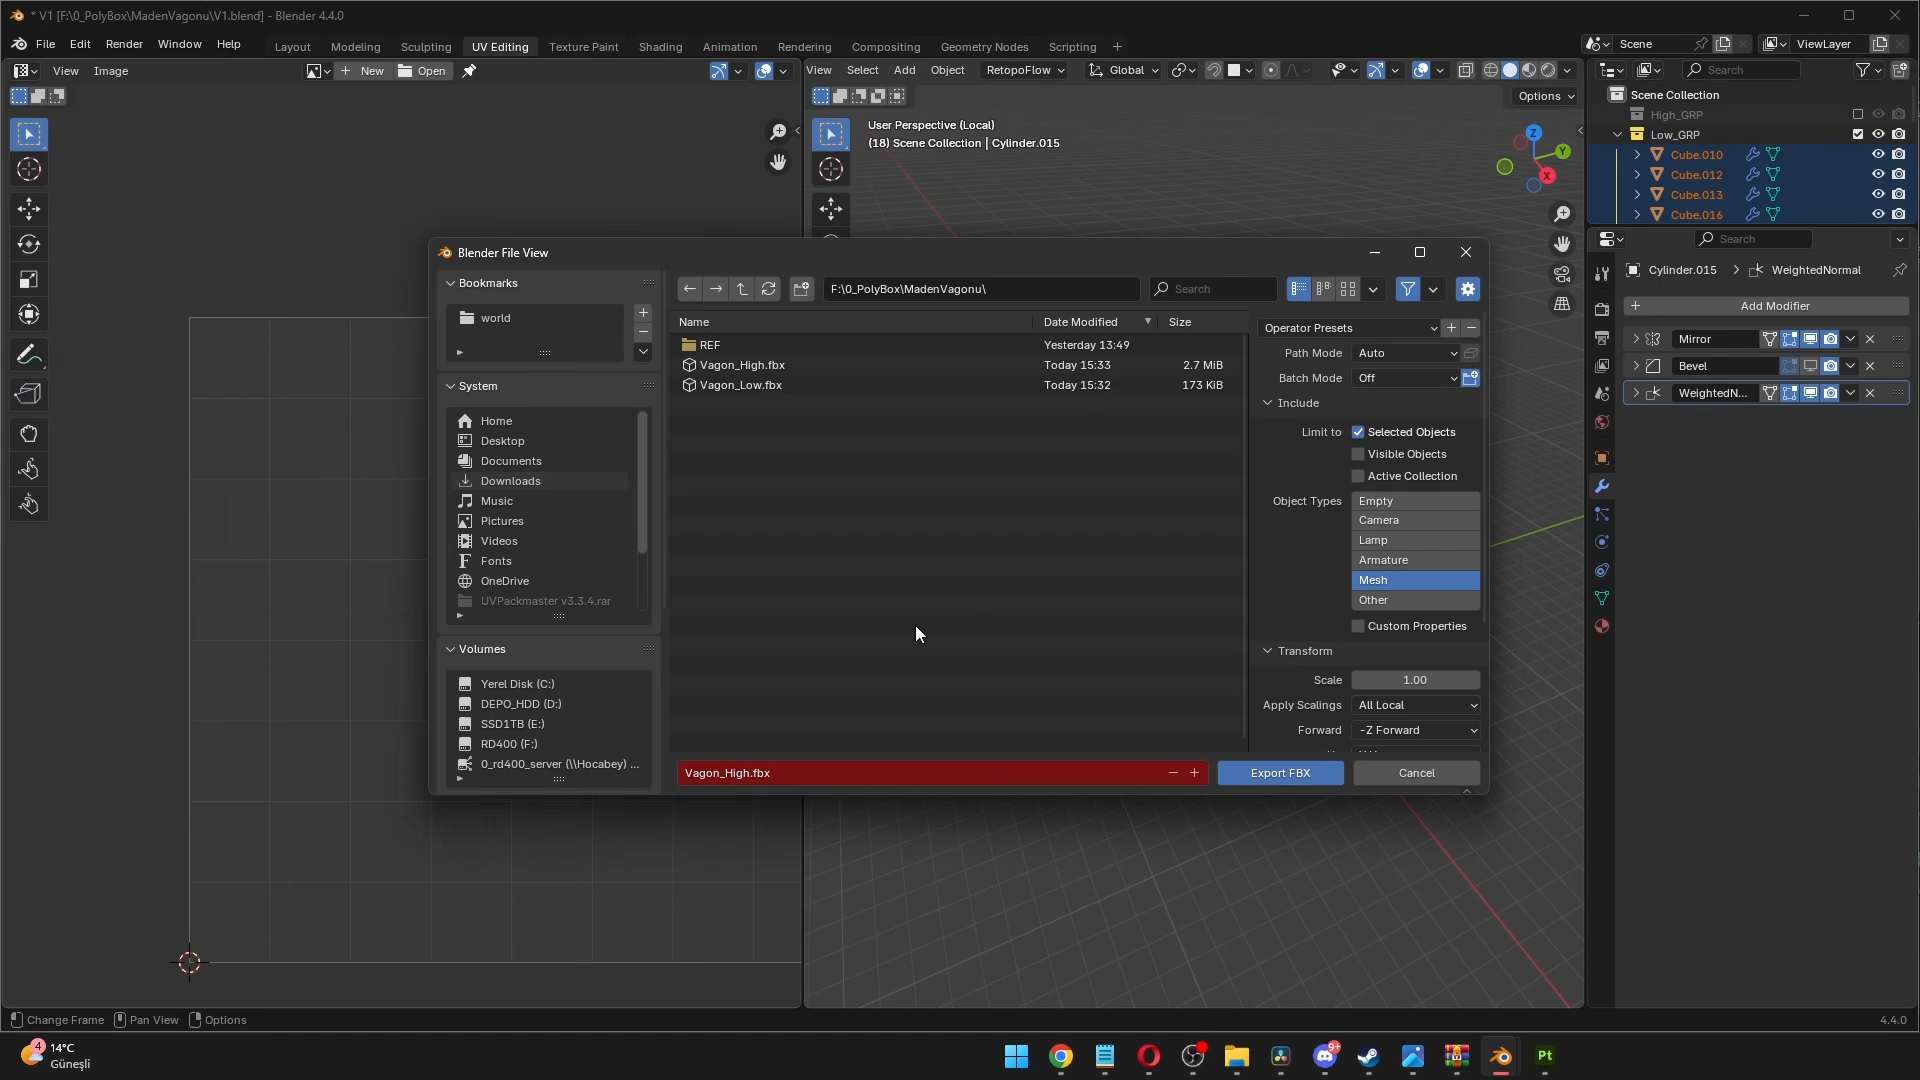 * V1 [F:\0_PolyBox\MadenVagonu\V1.blend] - Blender 4.4.0
File Edit Render Window Help
Layout Modeling Sculpting UV Editing Texture Paint Shading Animation Rendering Compositing Geometry Nodes Scripting +
Scene
ViewLayer
View Image
New
Open
View Select Add Object RetopoFlow
Global
Search
Options
User Perspective (Local)
(18) Scene Collection | Cylinder.015
Z
Y
X
Scene Collection
High_GRP
Low_GRP
Cube.010
Cube.012
Cube.013
Cube.016
Search
Cylinder.015
WeightedNormal
Add Modifier
Mirror
Bevel
WeightedN...
Blender File View
Bookmarks
world
System
Home
Desktop
Documents
Downloads
Music
Pictures
Videos
Fonts
OneDrive
UVPackmaster v3.3.4.rar
Volumes
Yerel Disk (C:)
DEPO_HDD (D:)
SSD1TB (E:)
RD400 (F:)
0_rd400_server (\\Hocabey) ...
F:\0_PolyBox\MadenVagonu\
Search
Name Date Modified Size
REF Yesterday 13:49
Vagon_High.fbx Today 15:33 2.7 MiB
Vagon_Low.fbx Today 15:32 173 KiB
Operator Presets
Path Mode Auto
Batch Mode Off
Include
Limit to Selected Objects
Visible Objects
Active Collection
Object Types Empty
Camera
Lamp
Armature
Mesh
Other
Custom Properties
Transform
Scale 1.00
Apply Scalings All Local
Forward -Z Forward
Vagon_High.fbx
Export FBX
Cancel
Change Frame Pan View Options
4.4.0
4
14°C
Güneşli
9+
Pt